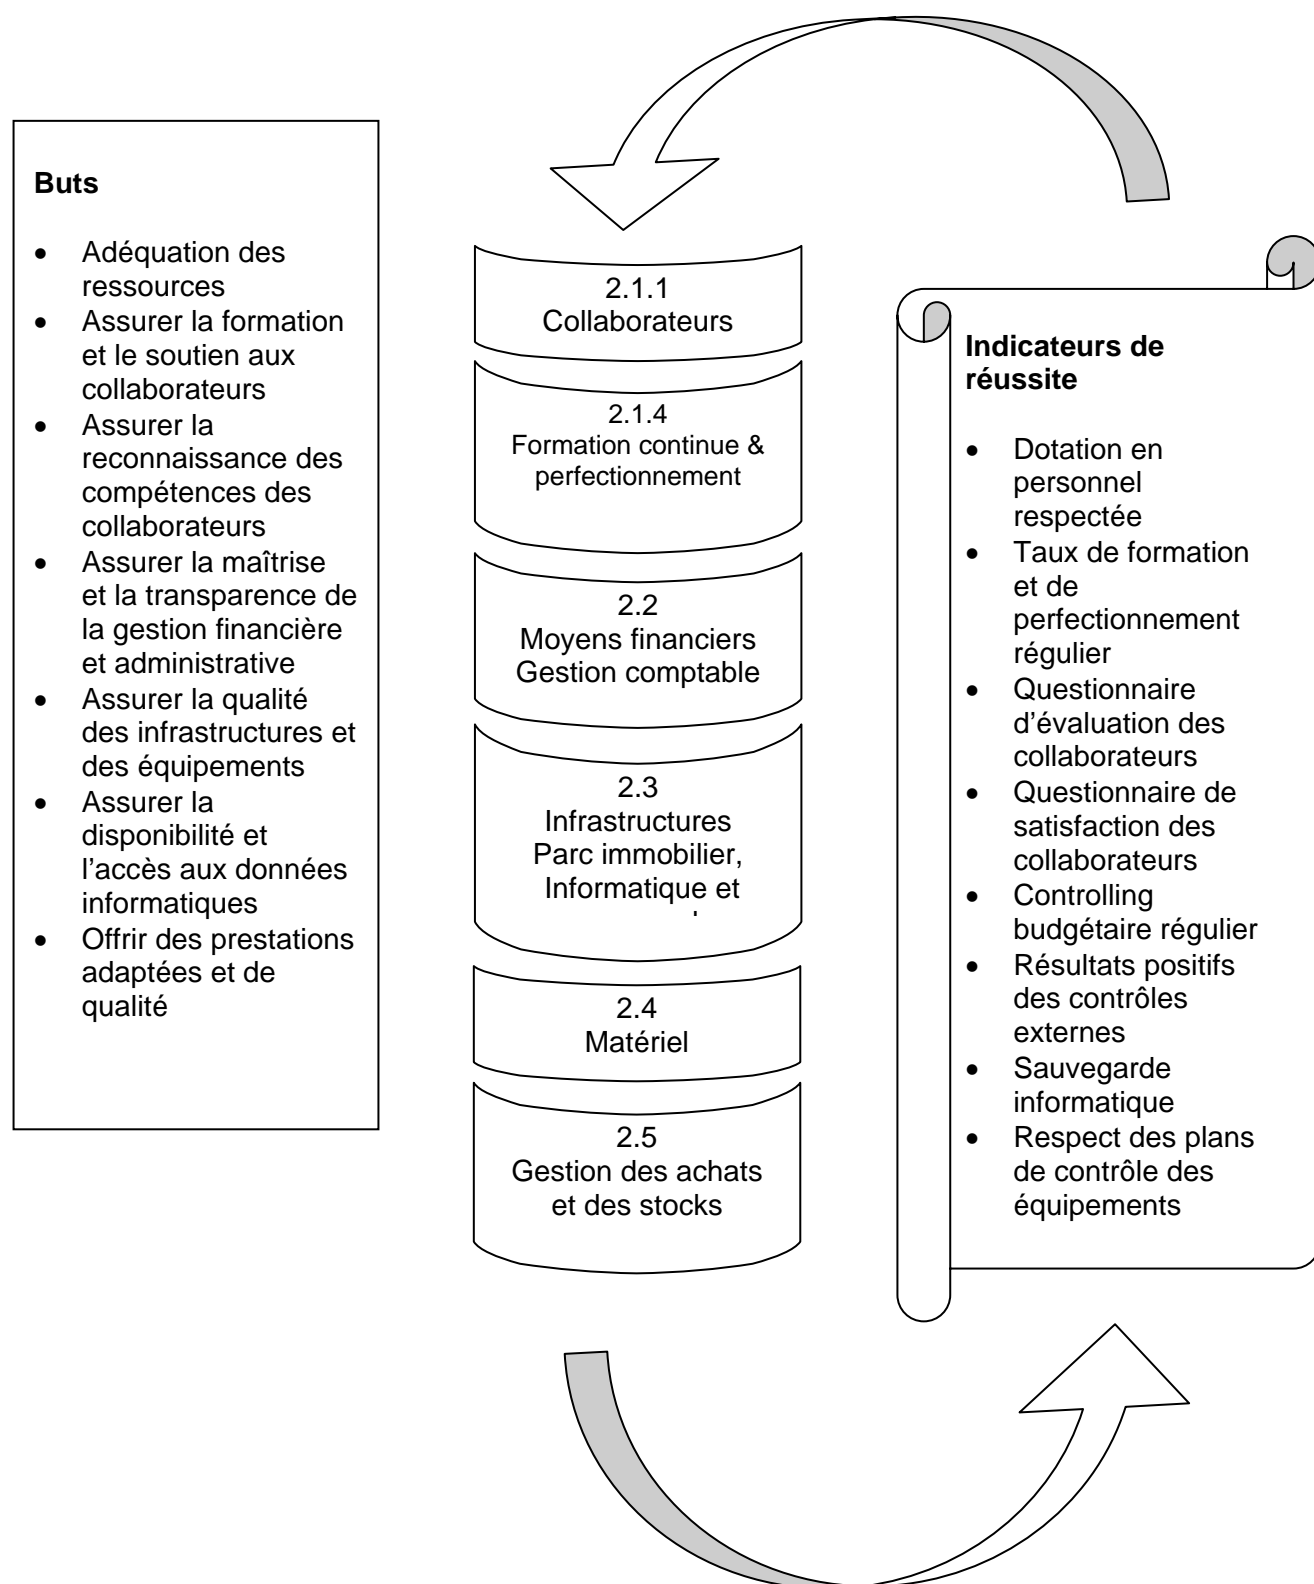 Buts
• Adéquation des
ressources
• Assurer la formation
et le soutien aux
collaborateurs
• Assurer la
reconnaissance des
compétences des
collaborateurs
• Assurer la maîtrise
et la transparence de
la gestion financière
et administrative
• Assurer la qualité
des infrastructures et
des équipements
• Assurer la
disponibilité et
l’accès aux données
informatiques
• Offrir des prestations
adaptées et de
qualité
2.1.1
Collaborateurs
2.1.4
Formation continue &
perfectionnement
2.2
Moyens financiers
Gestion comptable
2.3
Infrastructures
Parc immobilier,
Informatique et
2.4
Matériel
2.5
Gestion des achats
et des stocks
Indicateurs de
réussite
• Dotation en
personnel
respectée
• Taux de formation
et de
perfectionnement
régulier
• Questionnaire
d’évaluation des
collaborateurs
• Questionnaire de
satisfaction des
collaborateurs
• Controlling
budgétaire régulier
• Résultats positifs
des contrôles
externes
• Sauvegarde
informatique
• Respect des plans
de contrôle des
équipements